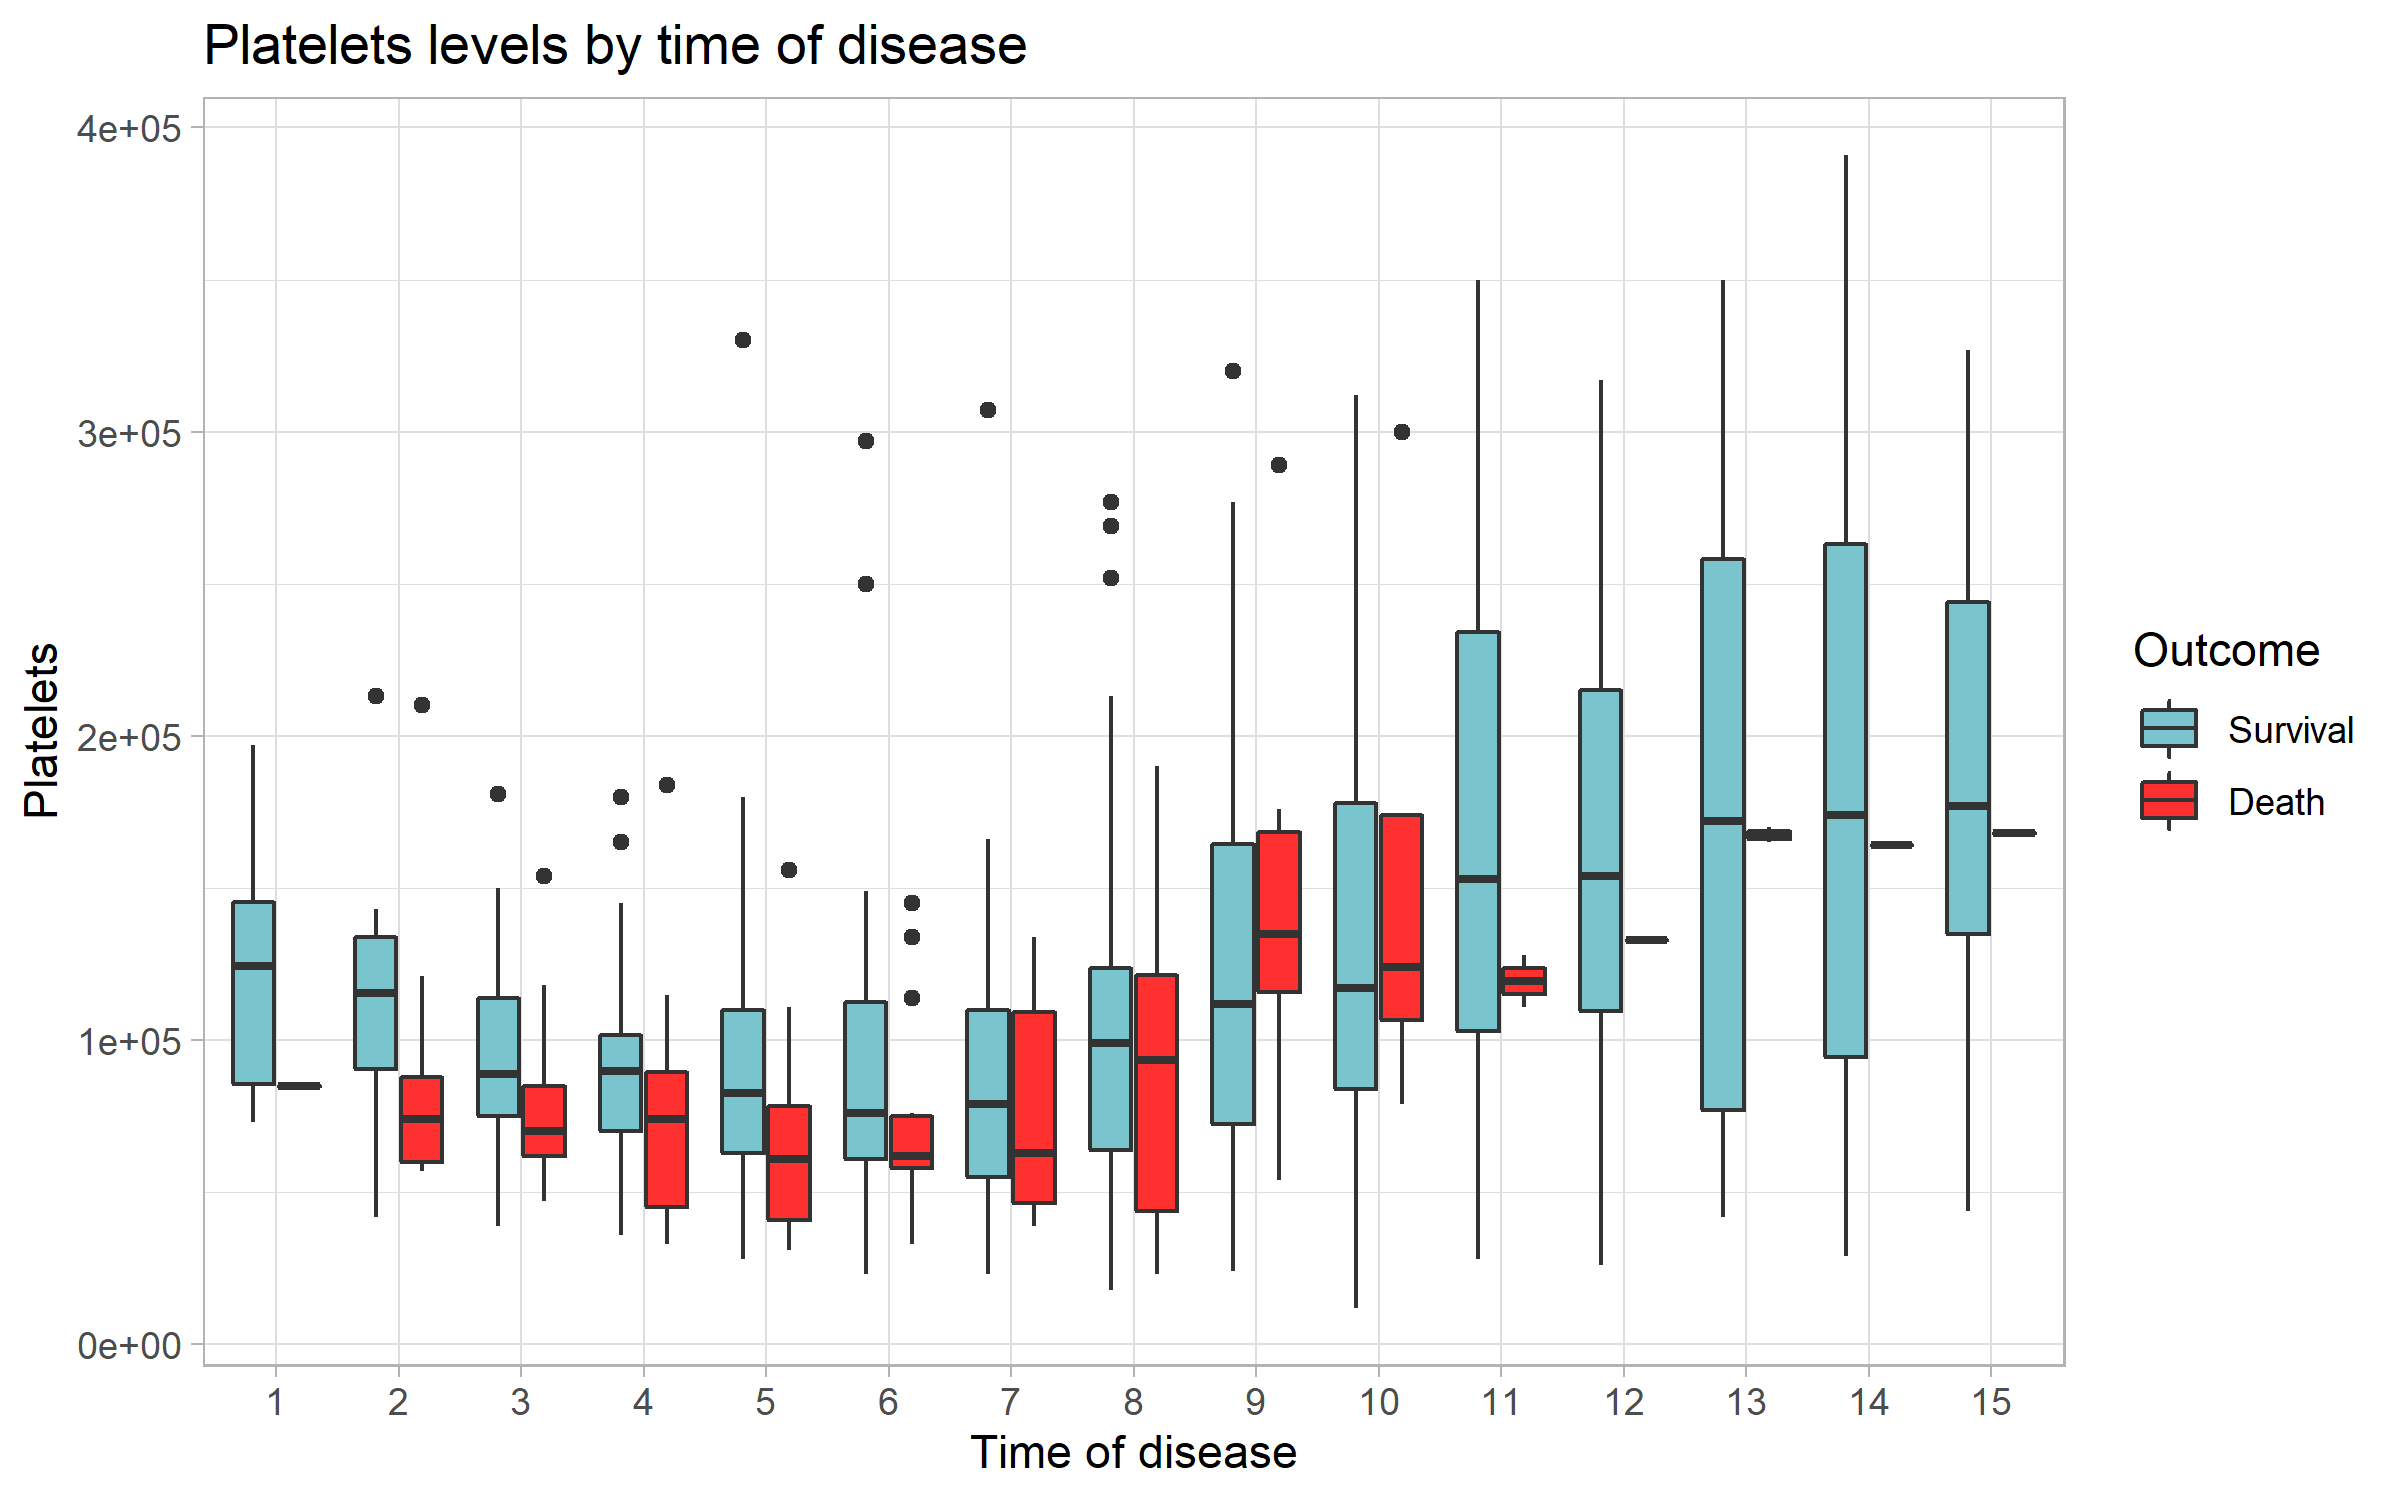 Platelets levels by time of disease
4e+05
3e+05
2e+05
1e+05
0e+00
Platelets
1 2 3 4 5 6 7 8 9 10 11 12 13 14 15
Time of disease
Outcome
Survival
Death